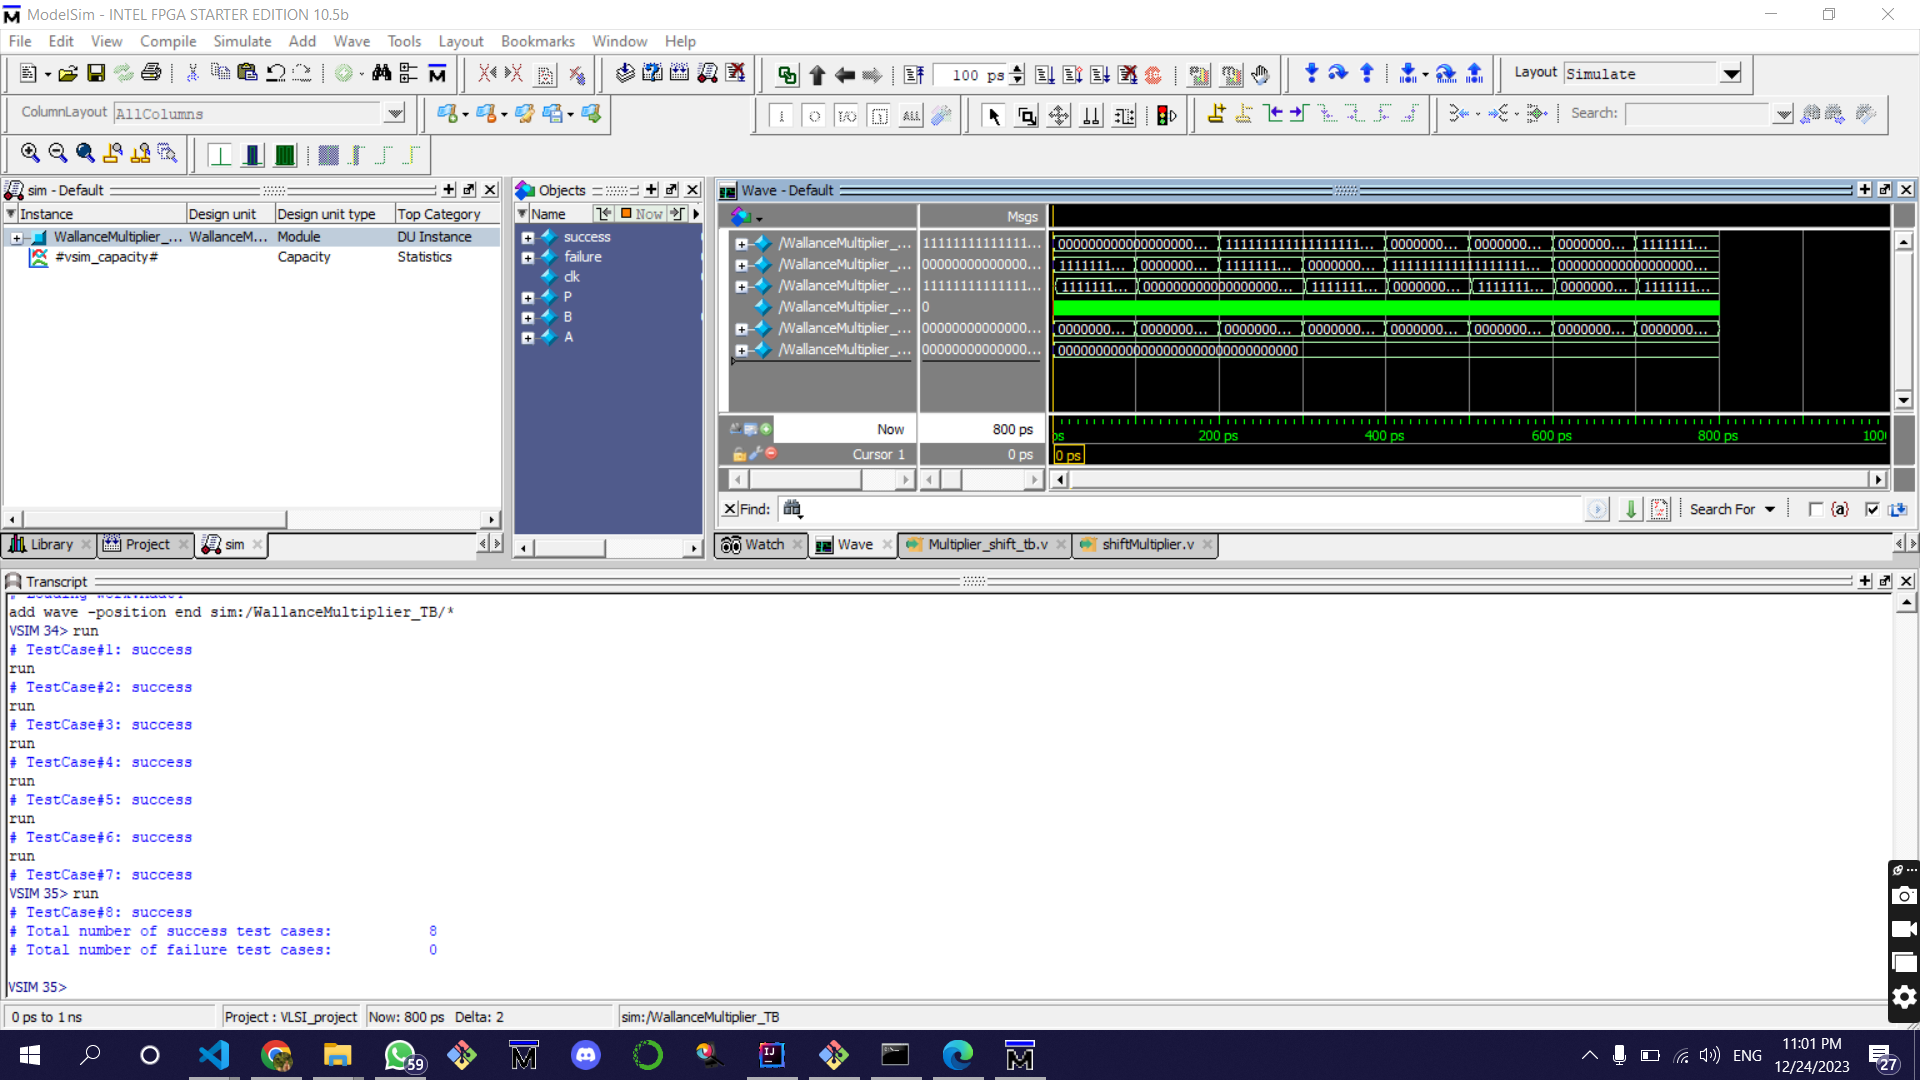 ModelSim - INTEL FPGA STARTER EDITION 10.5b
File Edit View Compile Simulate Add Wave Tools Layout Bookmarks Window Help
100 ps
Layout Simulate
ColumnLayout AllColumns
Search:
sim - Default
Instance Design unit Design unit type Top Category
WallanceMultiplier_... WallanceM... Module DU Instance
#vsim_capacity# Capacity Statistics
Library Project sim
Objects
Name Now
success
failure
clk
P
B
A
Wave - Default
Msgs
/WallanceMultiplier_... 11111111111111... 0000000000000000000... 1111111111111111111... 0000000... 0000000... 0000000... 1111111...
/WallanceMultiplier_... 00000000000000... 1111111... 0000000... 1111111... 0000000... 1111111111111111111... 0000000000000000000...
/WallanceMultiplier_... 11111111111111... 1111111... 0000000000000000000... 1111111... 0000000... 1111111... 0000000... 1111111...
/WallanceMultiplier_... 0
/WallanceMultiplier_... 00000000000000... 0000000... 0000000... 0000000... 0000000... 0000000... 0000000... 0000000... 0000000...
/WallanceMultiplier_... 00000000000000... 00000000000000000000000000000000
Now 800 ps
ps 200 ps 400 ps 600 ps 800 ps 1000
Cursor 1 0 ps
0 ps
Find:
Search For
{a}
Watch Wave Multiplier_shift_tb.v shiftMultiplier.v
Transcript
add wave -position end sim:/WallanceMultiplier_TB/*
VSIM 34> run
# TestCase#1: success
run
# TestCase#2: success
run
# TestCase#3: success
run
# TestCase#4: success
run
# TestCase#5: success
run
# TestCase#6: success
run
# TestCase#7: success
VSIM 35> run
# TestCase#8: success
# Total number of success test cases: 8
# Total number of failure test cases: 0
VSIM 35>
0 ps to 1 ns
Project : VLSI_project
Now: 800 ps Delta: 2
sim:/WallanceMultiplier_TB
59
ENG
11:01 PM
12/24/2023
27